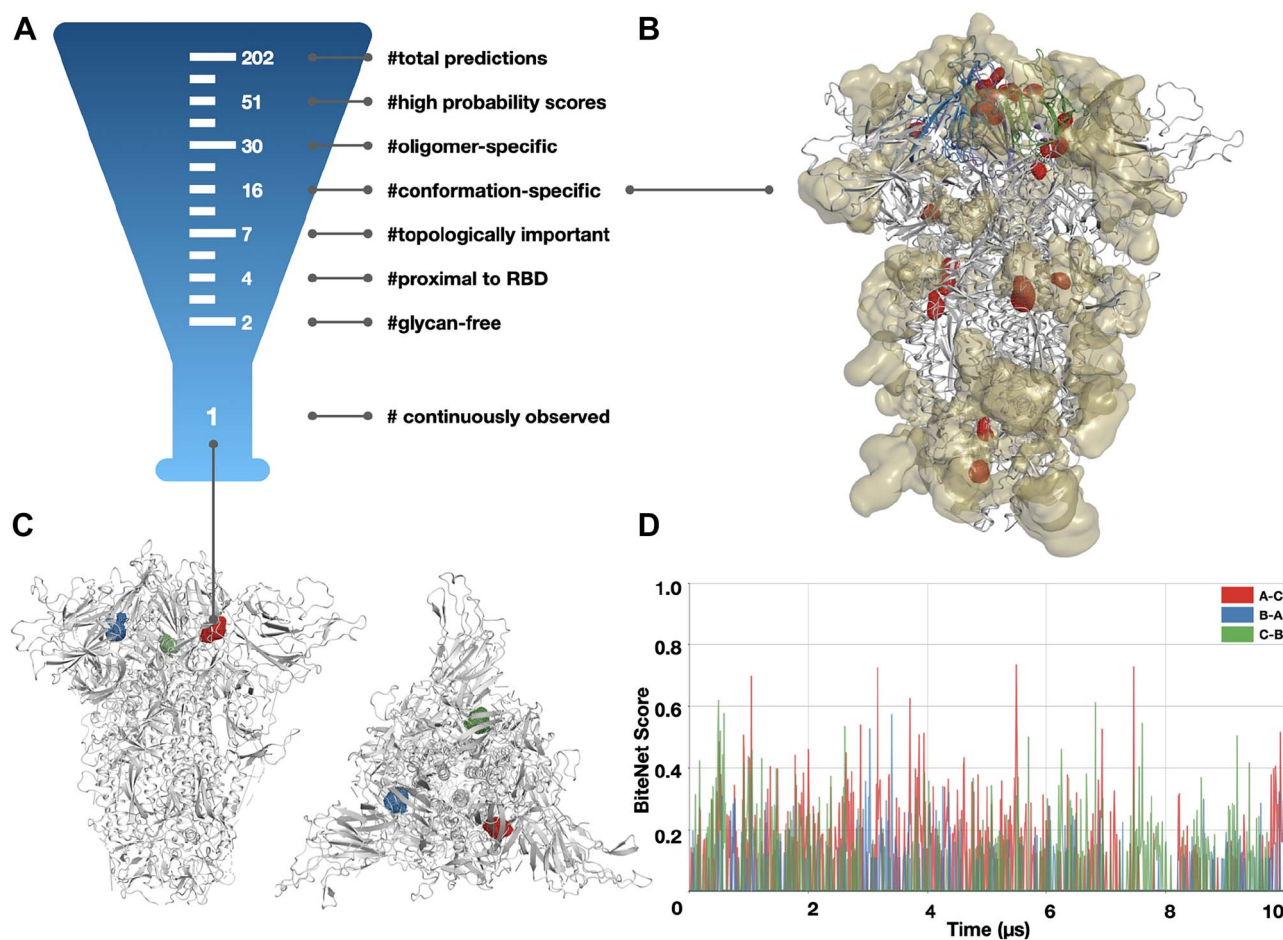 A
202 #total predictions
51 #high probability scores
30 #oligomer-specific
16 #conformation-specific
7 #topologically important
4 #proximal to RBD
2 #glycan-free
1 # continuously observed
B
C
D
1.0
0.8
0.6
0.4
0.2
0 2 4 6 8 10
BiteNet Score
Time (μs)
A-C
B-A
C-B